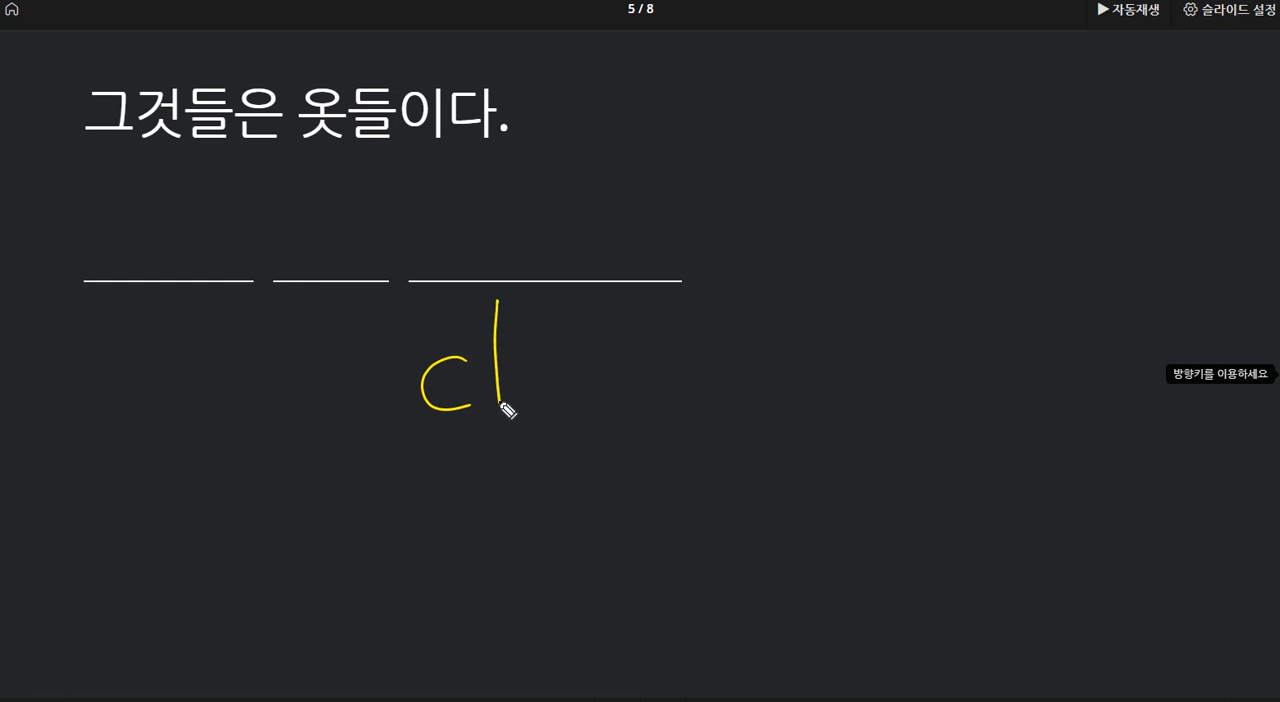 5 / 8
▶ 자동재생
슬라이드 설정
그것들은 옷들이다.
cl
방향키를 이용하세요